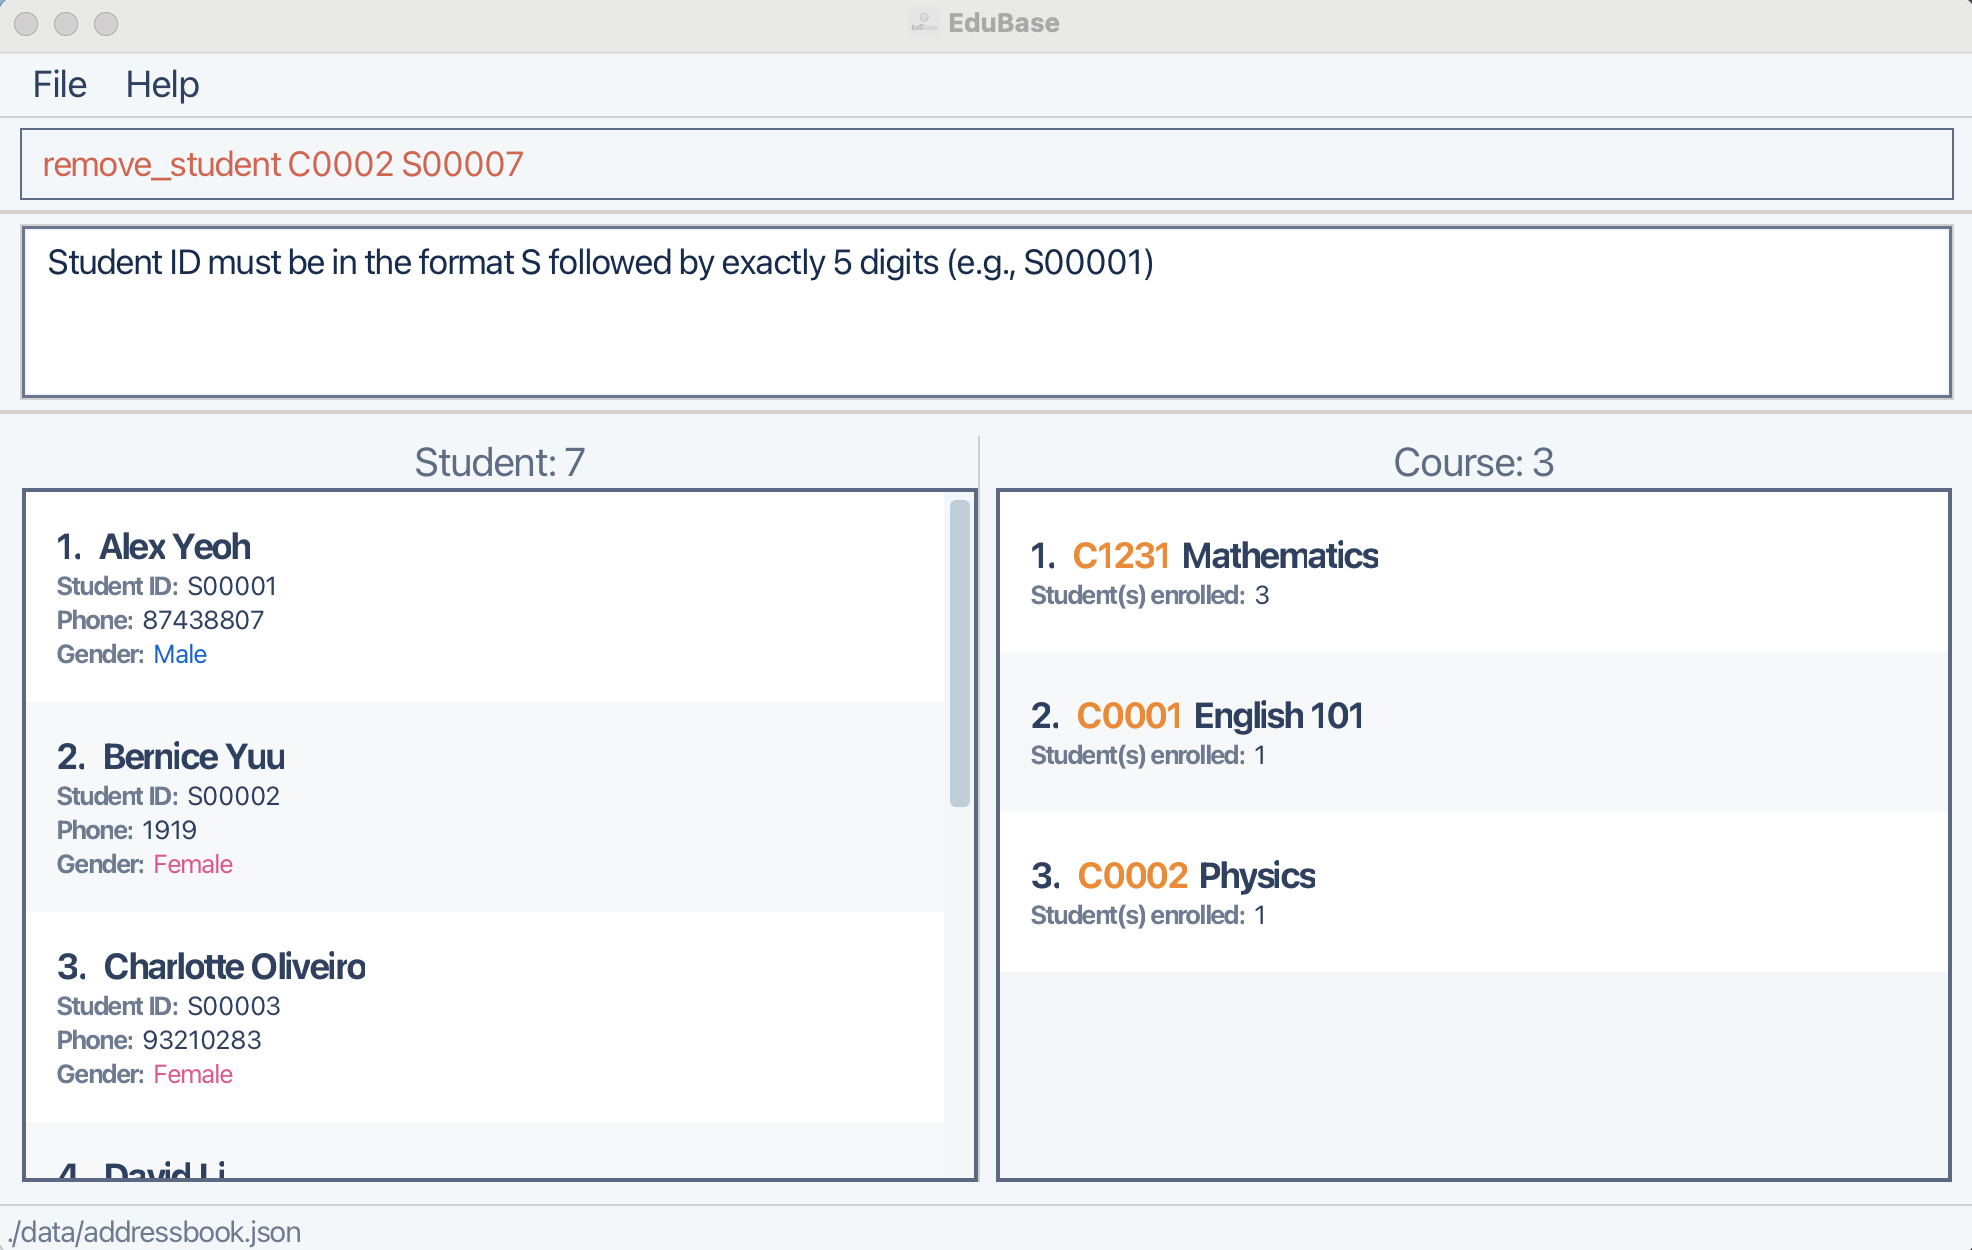 EduBase
File Help
remove_student C0002 S00007
Student ID must be in the format S followed by exactly 5 digits (e.g., S00001)
Student: 7
1. Alex Yeoh
Student ID: S00001
Phone: 87438807
Gender: Male
2. Bernice Yuu
Student ID: S00002
Phone: 1919
Gender: Female
3. Charlotte Oliveiro
Student ID: S00003
Phone: 93210283
Gender: Female
4. David Li
Course: 3
1. C1231 Mathematics
Student(s) enrolled: 3
2. C0001 English 101
Student(s) enrolled: 1
3. C0002 Physics
Student(s) enrolled: 1
./data/addressbook.json